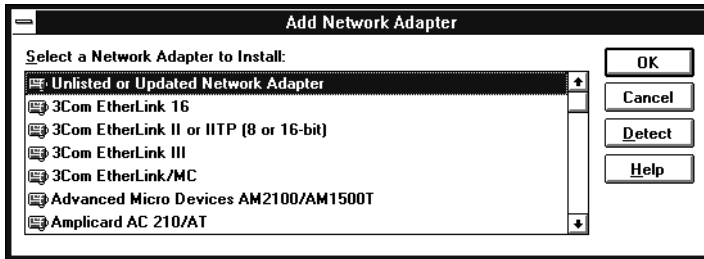 Add Network Adapter
Select a Network Adapter to Install:
Unlisted or Updated Network Adapter
3Com EtherLink 16
3Com EtherLink II or IITP (8 or 16-bit)
3Com EtherLink III
3Com EtherLink/MC
Advanced Micro Devices AM2100/AM1500T
Amplicard AC 210/AT
OK
Cancel
Detect
Help